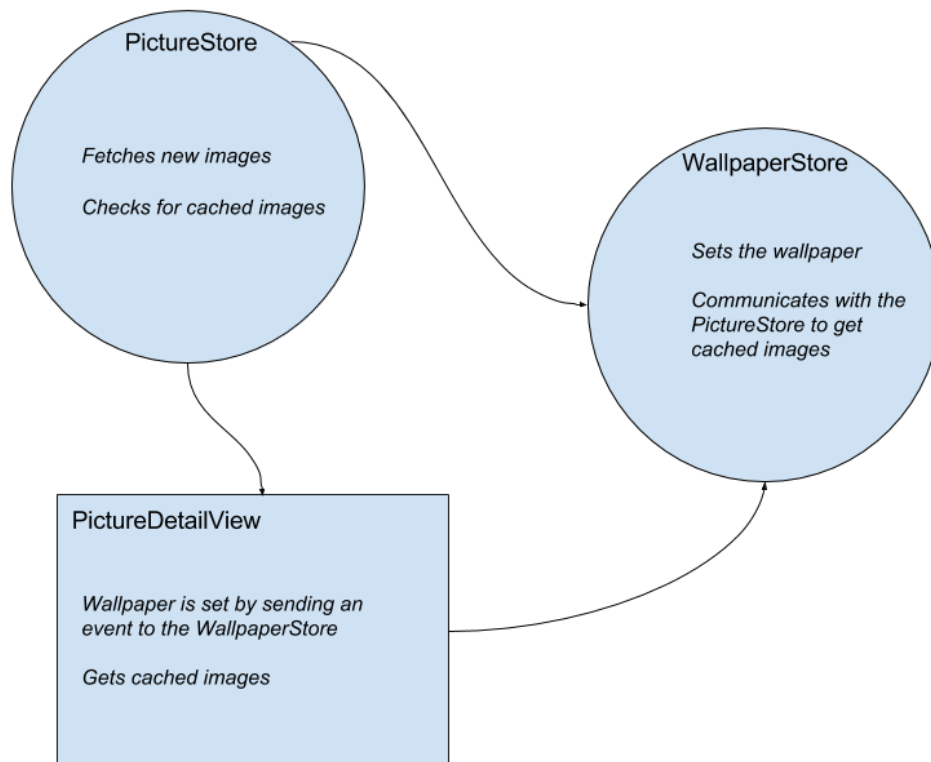 PictureStore
Fetches new images
Checks for cached images
WallpaperStore
Sets the wallpaper
Communicates with the
PictureStore to get
cached images
PictureDetailView
Wallpaper is set by sending an
event to the WallpaperStore
Gets cached images